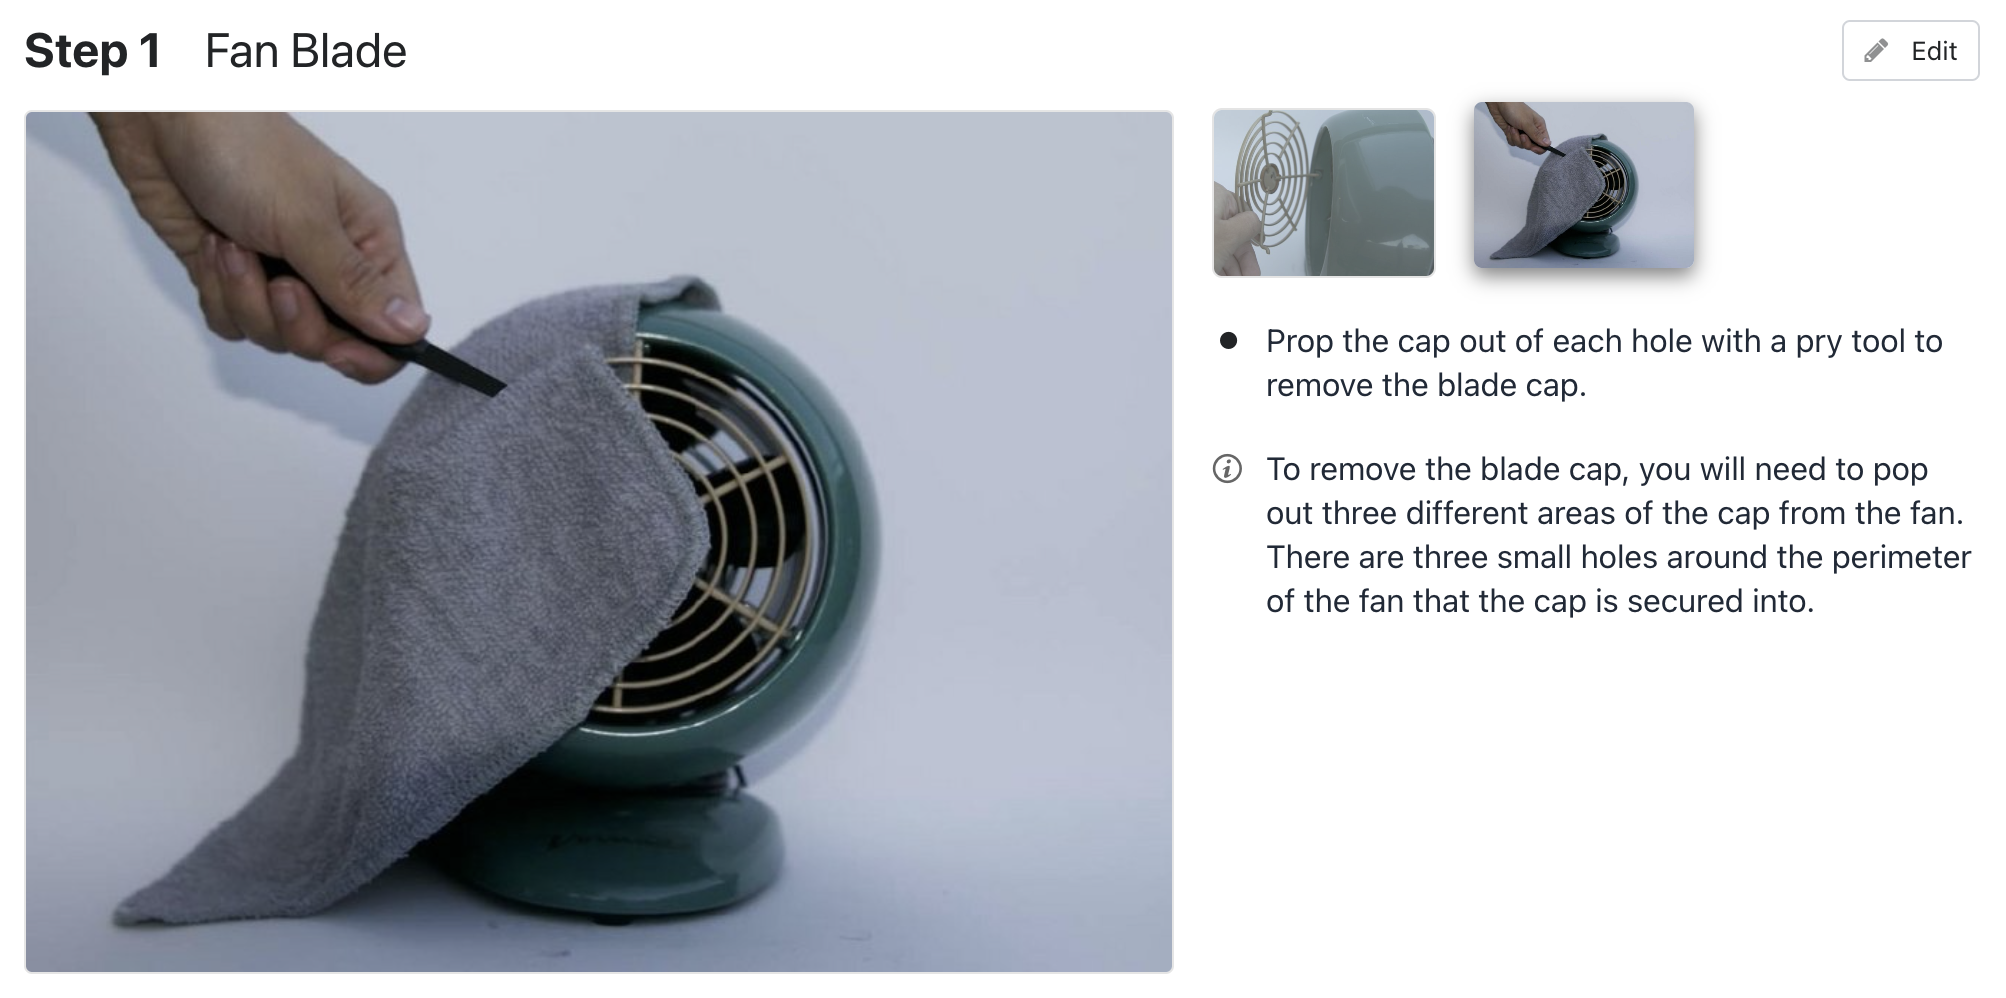 Step 1 Fan Blade
Edit
Prop the cap out of each hole with a pry tool to
remove the blade cap.
To remove the blade cap, you will need to pop
out three different areas of the cap from the fan.
There are three small holes around the perimeter
of the fan that the cap is secured into.